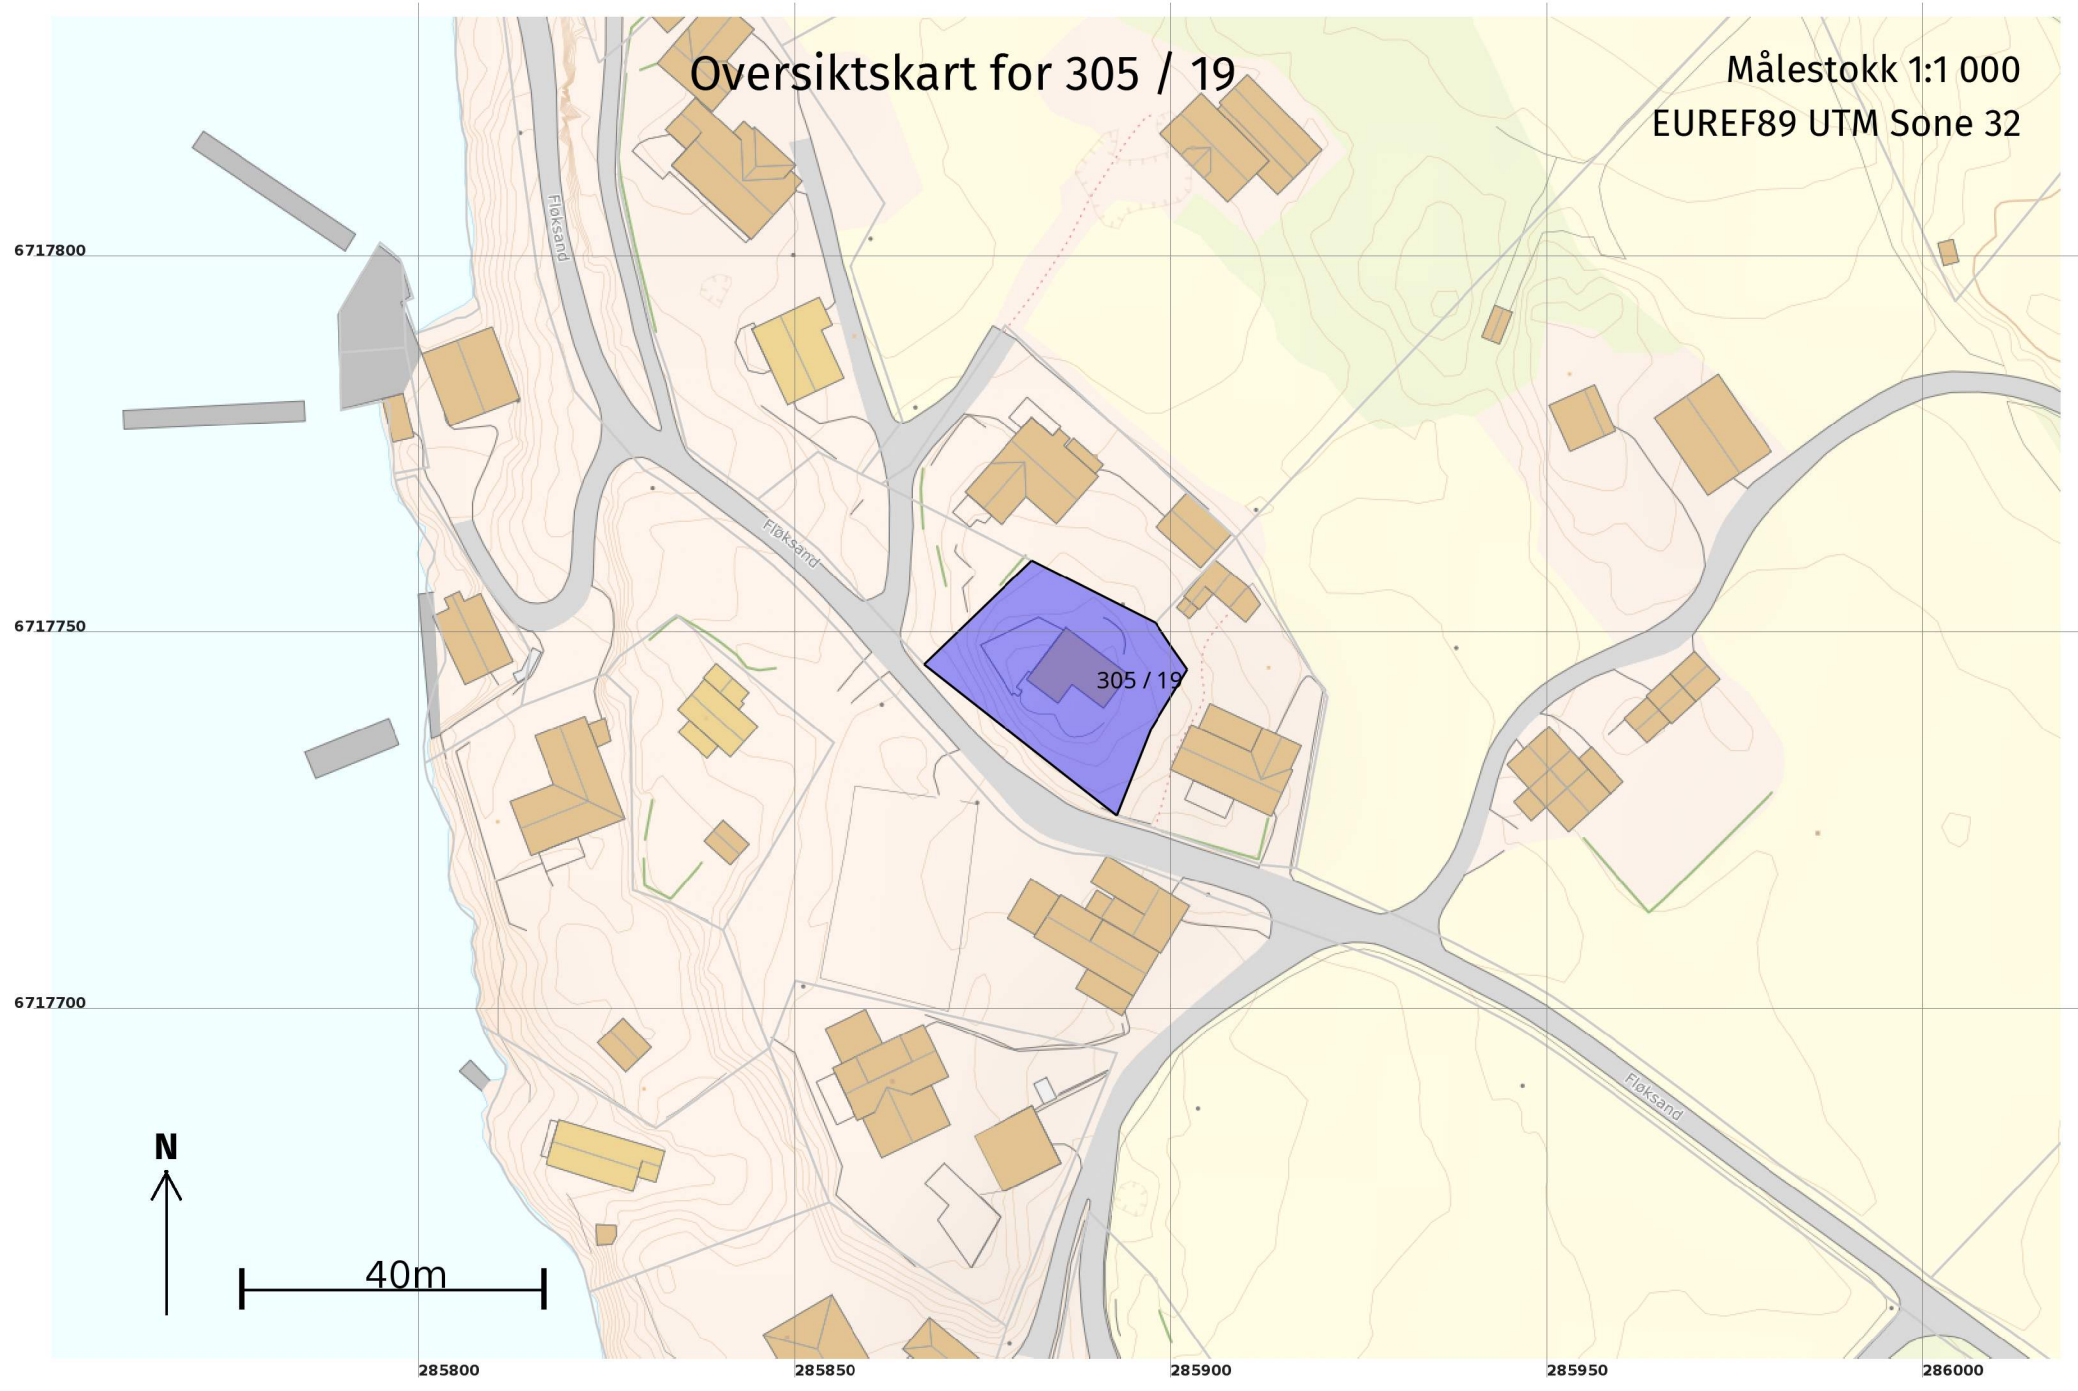 Oversiktskart for 305 / 19
Målestokk 1:1 000
EUREF89 UTM Sone 32
Fløksand
6717800
Fløksand
6717750
305 / 19
6717700
Fløksand
N
40m
285800
285850
285900
285950
286000